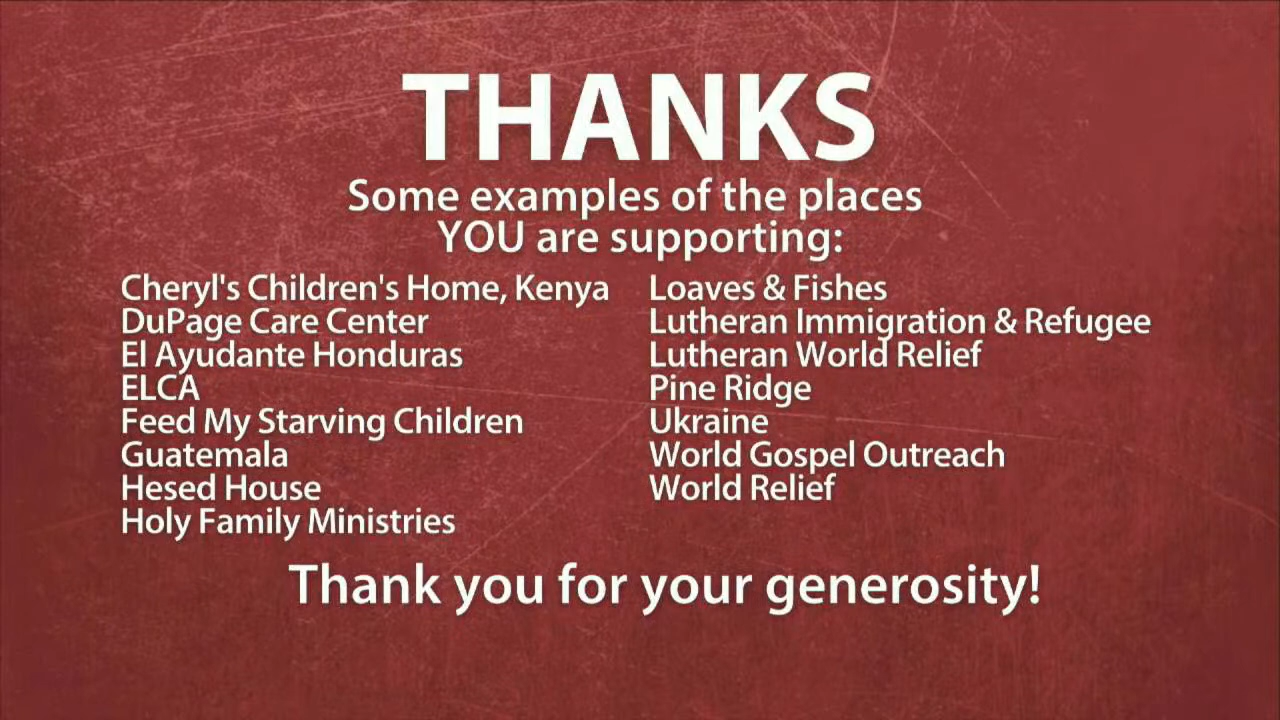 THANKS
Some examples of the places
YOU are supporting:
Cheryl's Children's Home, Kenya
DuPage Care Center
El Ayudante Honduras
ELCA
Feed My Starving Children
Guatemala
Hesed House
Holy Family Ministries
Loaves & Fishes
Lutheran Immigration & Refugee
Lutheran World Relief
Pine Ridge
Ukraine
World Gospel Outreach
World Relief
Thank you for your generosity!